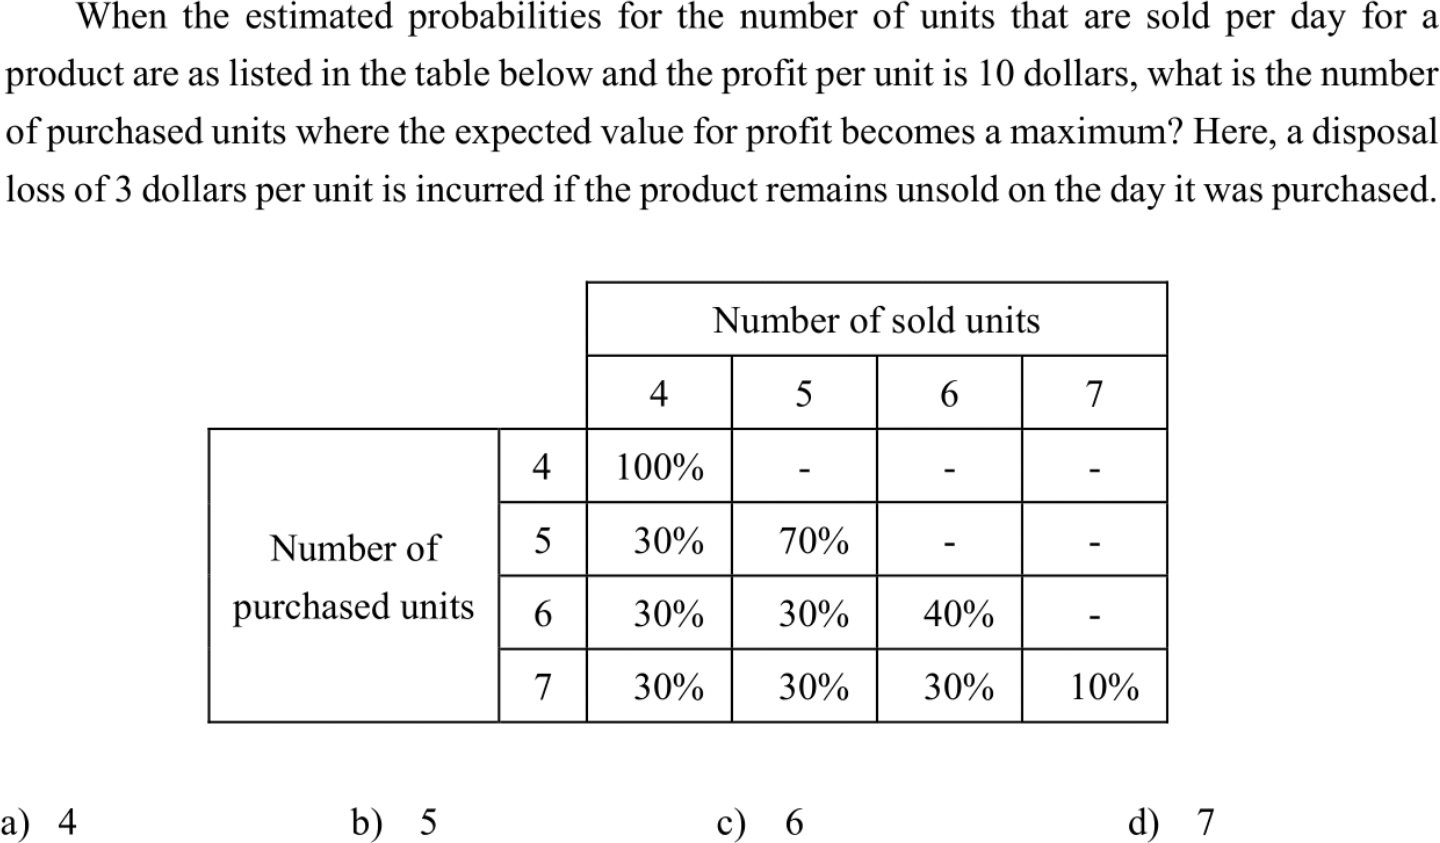 When the estimated probabilities for the number of units that are sold per day for a
product are as listed in the table below and the profit per unit is 10 dollars, what is the number
of purchased units where the expected value for profit becomes a maximum? Here, a disposal
loss of 3 dollars per unit is incurred if the product remains unsold on the day it was purchased.
Number of sold units
4 5 6 7
Number of purchased units
4 100% - - -
5 30% 70% - -
6 30% 30% 40% -
7 30% 30% 30% 10%
a) 4 b) 5 c) 6 d) 7